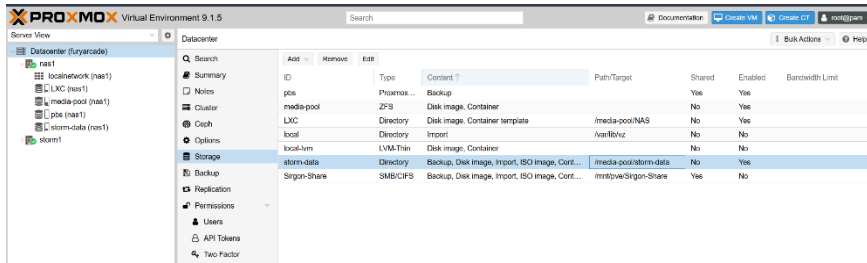 PROXMOX Virtual Environment 9.1.5
Search
Documentation
Create VM
Create CT
root@pam
Server View
Datacenter (furyarcade)
nas1
localnetwork (nas1)
LXC (nas1)
media-pool (nas1)
pbs (nas1)
storm-data (nas1)
storm1
Datacenter
Bulk Actions
Help
Search
Summary
Notes
Cluster
Ceph
Options
Storage
Backup
Replication
Permissions
Users
API Tokens
Two Factor
Add Remove Edit
ID Type Content Path/Target Shared Enabled Bandwidth Limit
pbs Proxmox... Backup Yes Yes
media-pool ZFS Disk image, Container No Yes
LXC Directory Disk image, Container template /media-pool/NAS No Yes
local Directory Import /var/lib/vz No No
local-lvm LVM-Thin Disk image, Container No No
storm-data Directory Backup, Disk image, Import, ISO image, Cont... /media-pool/storm-data No Yes
Sirgon-Share SMB/CIFS Backup, Disk image, Import, ISO image, Cont... /mnt/pve/Sirgon-Share Yes No